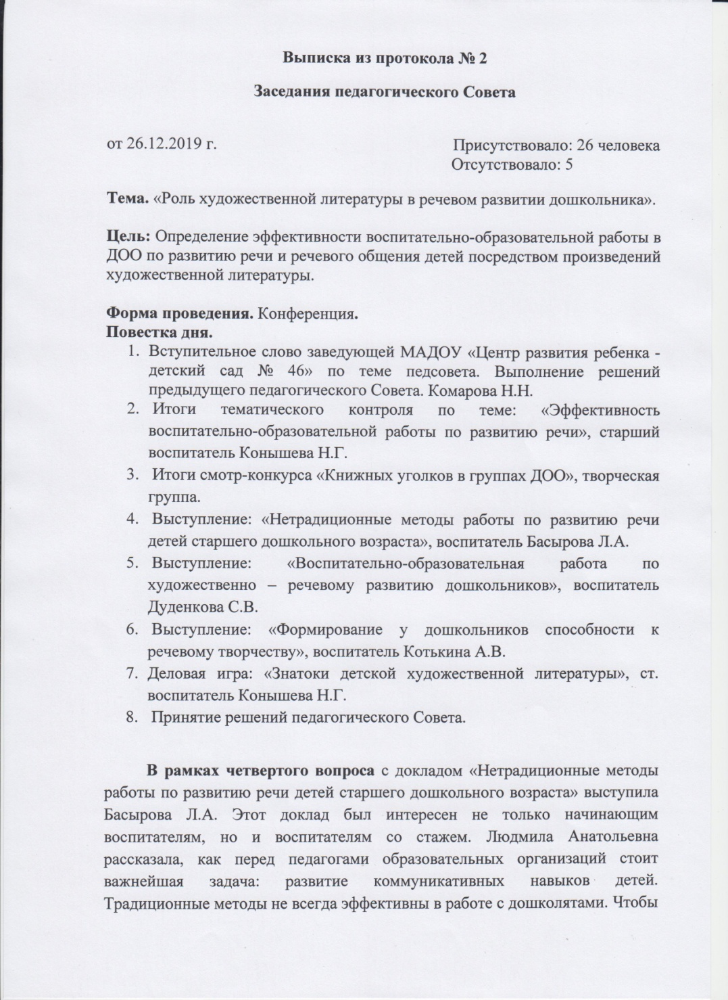 Выписка из протокола № 2
Заседания педагогического Совета
от 26.12.2019 г.
Присутствовало: 26 человека
Отсутствовало: 5
Тема. «Роль художественной литературы в речевом развитии дошкольника».
Цель: Определение эффективности воспитательно-образовательной работы в
ДОО по развитию речи и речевого общения детей посредством произведений
художественной литературы.
Форма проведения. Конференция.
Повестка дня.
1. Вступительное слово заведующей МАДОУ «Центр развития ребенка -
детский сад № 46» по теме педсовета. Выполнение решений
предыдущего педагогического Совета. Комарова Н.Н.
2. Итоги тематического контроля по теме: «Эффективность
воспитательно-образовательной работы по развитию речи», старший
воспитатель Конышева Н.Г.
3. Итоги смотр-конкурса «Книжных уголков в группах ДОО», творческая
группа.
4. Выступление: «Нетрадиционные методы работы по развитию речи
детей старшего дошкольного возраста», воспитатель Басырова Л.А.
5. Выступление: «Воспитательно-образовательная работа по
художественно – речевому развитию дошкольников», воспитатель
Дуденкова С.В.
6. Выступление: «Формирование у дошкольников способности к
речевому творчеству», воспитатель Котькина А.В.
7. Деловая игра: «Знатоки детской художественной литературы», ст.
воспитатель Конышева Н.Г.
8. Принятие решений педагогического Совета.
В рамках четвертого вопроса с докладом «Нетрадиционные методы
работы по развитию речи детей старшего дошкольного возраста» выступила
Басырова Л.А. Этот доклад был интересен не только начинающим
воспитателям, но и воспитателям со стажем. Людмила Анатольевна
рассказала, как перед педагогами образовательных организаций стоит
важнейшая задача: развитие коммуникативных навыков детей.
Традиционные методы не всегда эффективны в работе с дошколятами. Чтобы